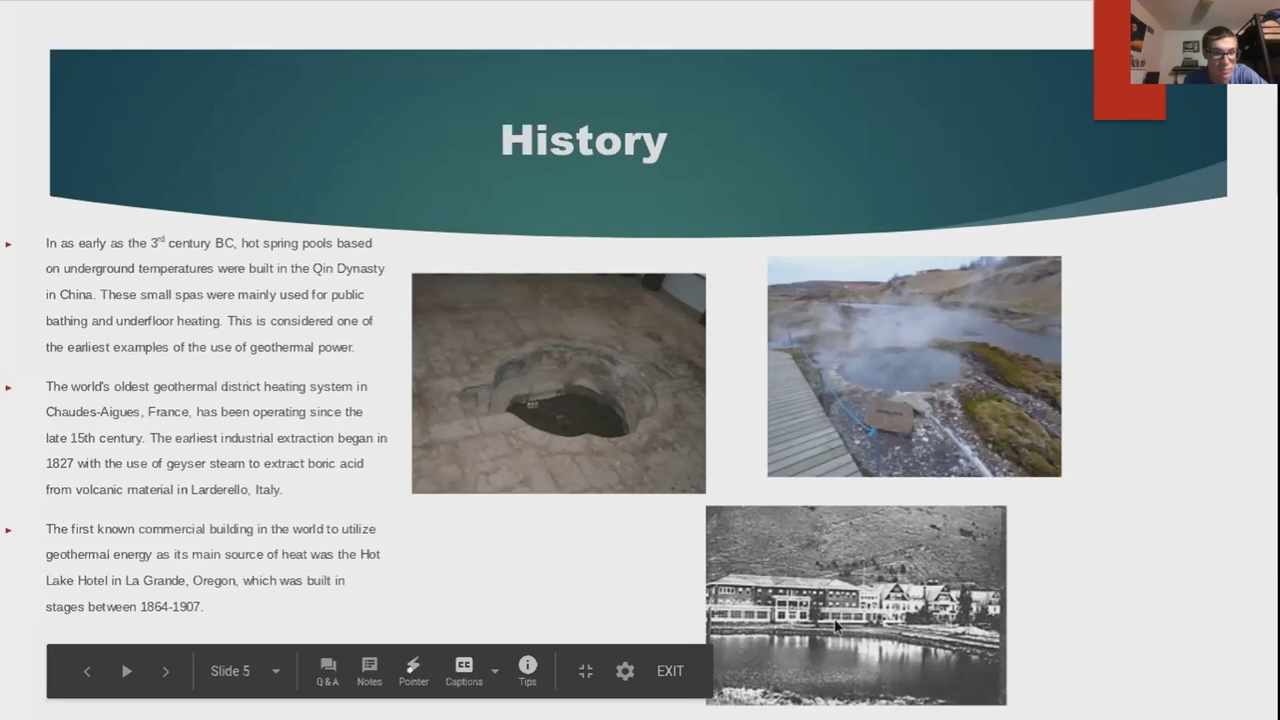 History
In as early as the 3rd century BC, hot spring pools based
on underground temperatures were built in the Qin Dynasty
in China. These small spas were mainly used for public
bathing and underfloor heating. This is considered one of
the earliest examples of the use of geothermal power.
The world's oldest geothermal district heating system in
Chaudes-Aigues, France, has been operating since the
late 15th century. The earliest industrial extraction began in
1827 with the use of geyser steam to extract boric acid
from volcanic material in Larderello, Italy.
The first known commercial building in the world to utilize
geothermal energy as its main source of heat was the Hot
Lake Hotel in La Grande, Oregon, which was built in
stages between 1864-1907.
Slide 5
Q & A
Notes
Pointer
CC
Captions
Tips
EXIT